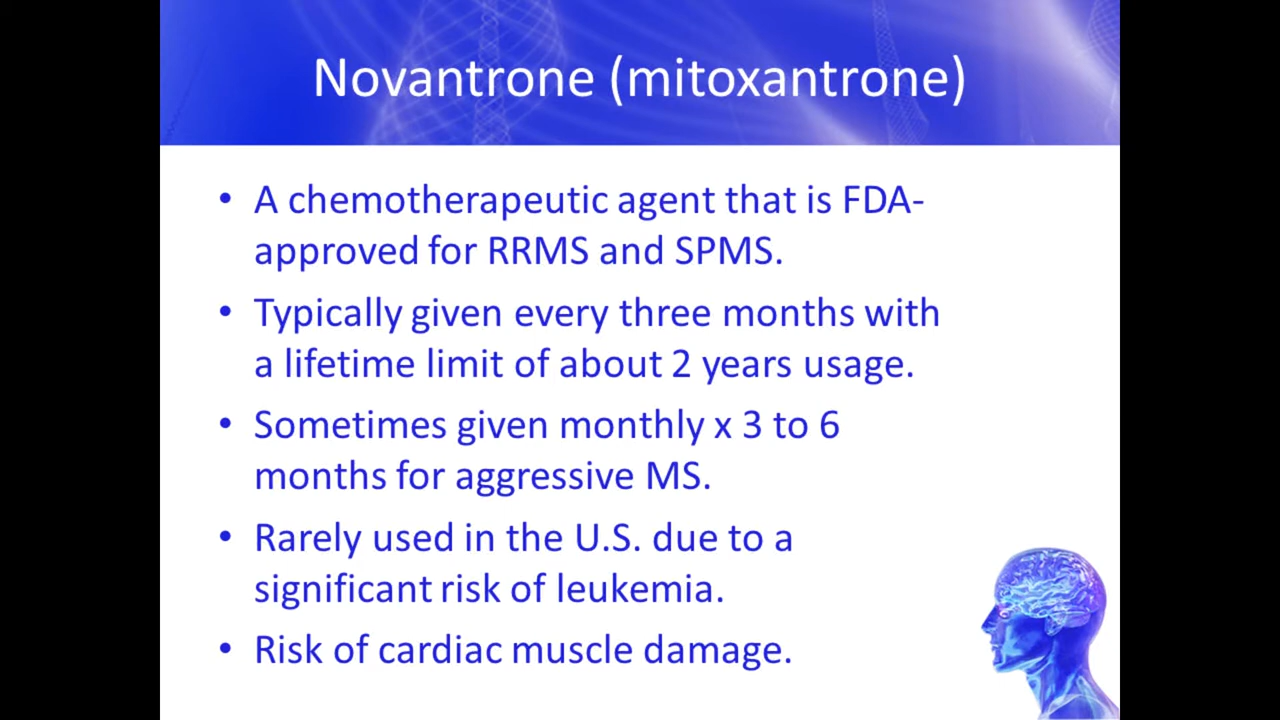 Novantrone (mitoxantrone)
• A chemotherapeutic agent that is FDA-
approved for RRMS and SPMS.
• Typically given every three months with
a lifetime limit of about 2 years usage.
• Sometimes given monthly x 3 to 6
months for aggressive MS.
• Rarely used in the U.S. due to a
significant risk of leukemia.
• Risk of cardiac muscle damage.